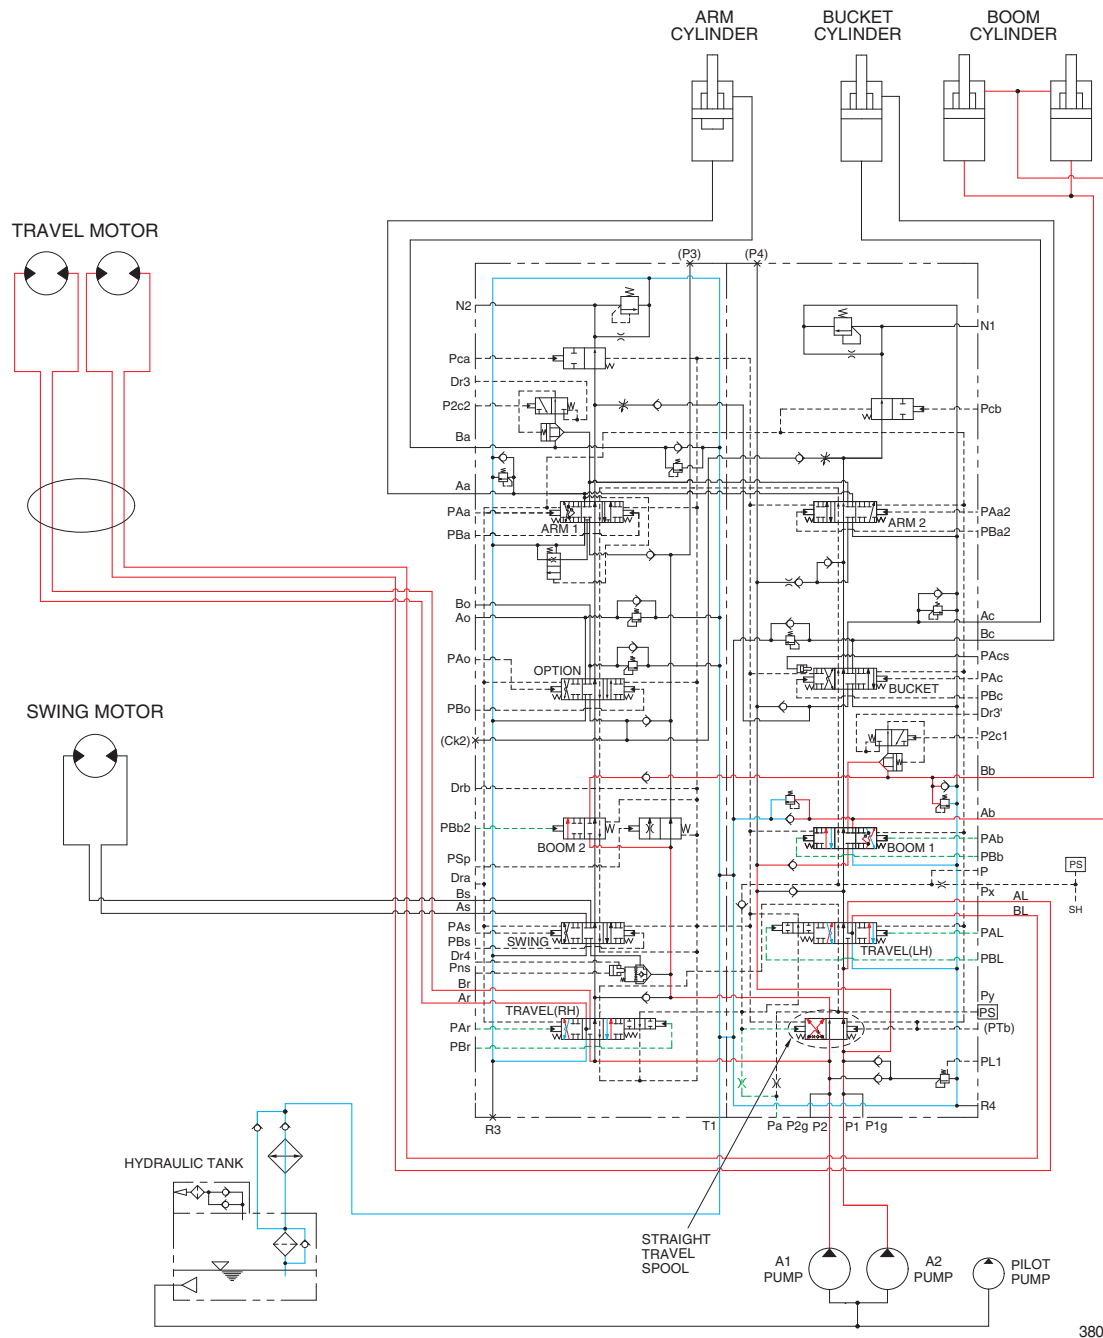 ARM
CYLINDER
BUCKET
CYLINDER
BOOM
CYLINDER
TRAVEL MOTOR
(P3)
(P4)
N2
N1
Pca
Dr3
P2c2
Pcb
Ba
Aa
PAa
ARM 1
PBa
ARM 2
PAa2
PBa2
Bo
Ao
Ac
Bc
PAo
OPTION
PAcs
PAc
BUCKET
PBc
PBo
Dr3'
SWING MOTOR
(Ck2)
P2c1
Bb
Drb
Ab
PBb2
BOOM 2
PAb
BOOM 1
PBb
PSp
P
PS
Dra
Px
Bs
AL
As
BL
SH
PAs
PBs
SWING
PAL
TRAVEL(LH)
PBL
Dr4
Pns
Br
Ar
Py
TRAVEL(RH)
PS
PAr
(PTb)
PBr
PL1
R4
R3
T1
Pa
P2g
P2
P1
P1g
HYDRAULIC TANK
STRAIGHT
TRAVEL
SPOOL
A1
PUMP
A2
PUMP
PILOT
PUMP
380